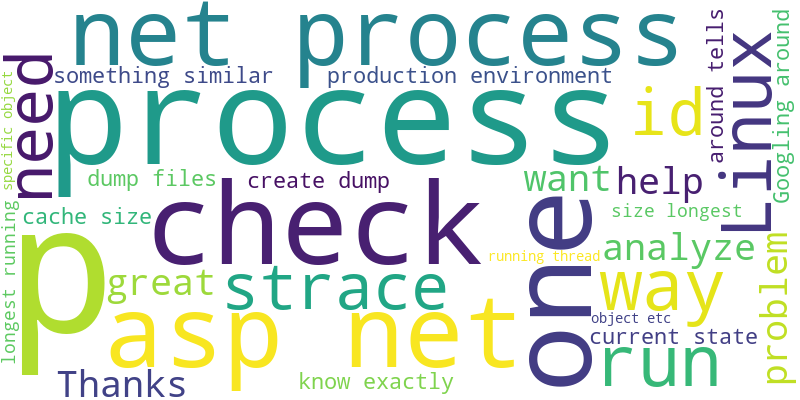 net process
something similar
production environment
need
process
id
Linux
around tells
Googling around
specific object
longest running
dump files
create dump
want
help
cache size
check
one
size longest
p
great
strace
running thread
analyze
asp net
way
problem
object etc
current state
run
Thanks
know exactly